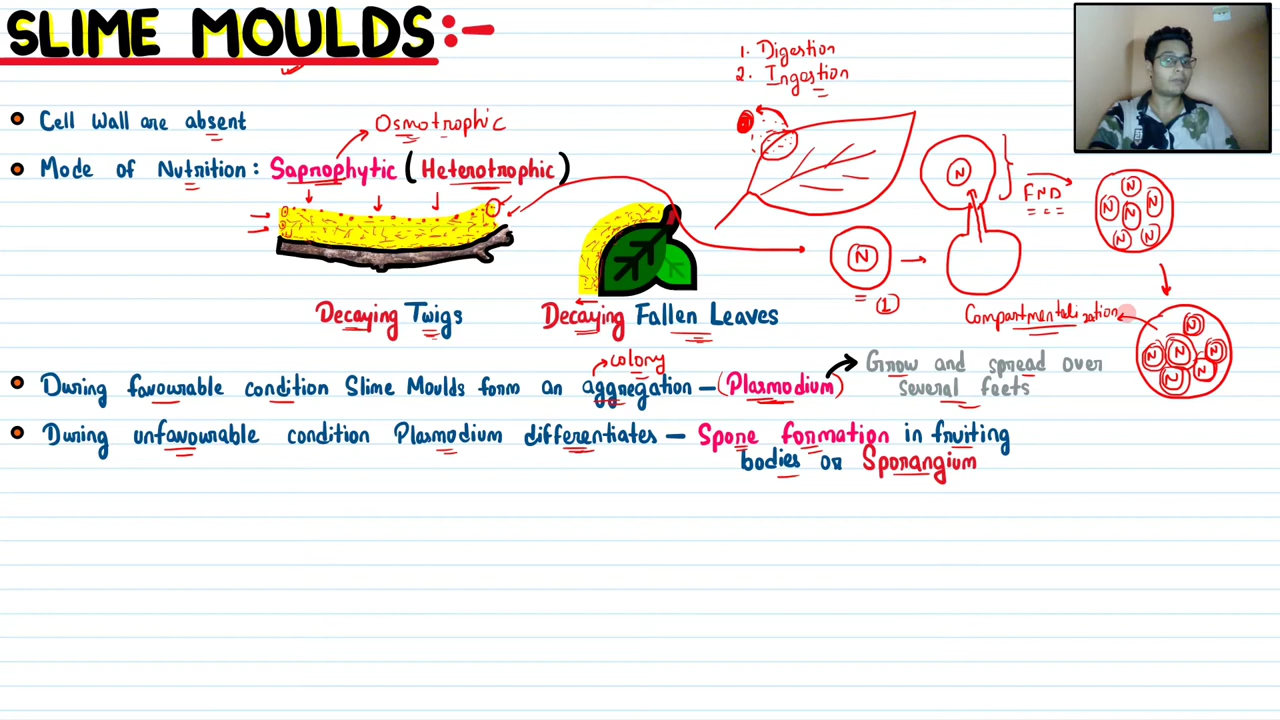 SLIME MOULDS:-
1. Digestion
2. Ingestion
Cell Wall are absent
Osmotrophic
Mode of Nutrition: Saprophytic (Heterotrophic)
N
FND
N N N N N N
N
= ①
Compartmentalization
N N N N N N
Decaying Twigs
Decaying Fallen Leaves
colony
During favourable condition Slime Moulds form an aggregation – (Plasmodium)
Grow and spread over
several feets
During unfavourable condition Plasmodium differentiates – Spore formation in fruiting
bodies or Sporangium